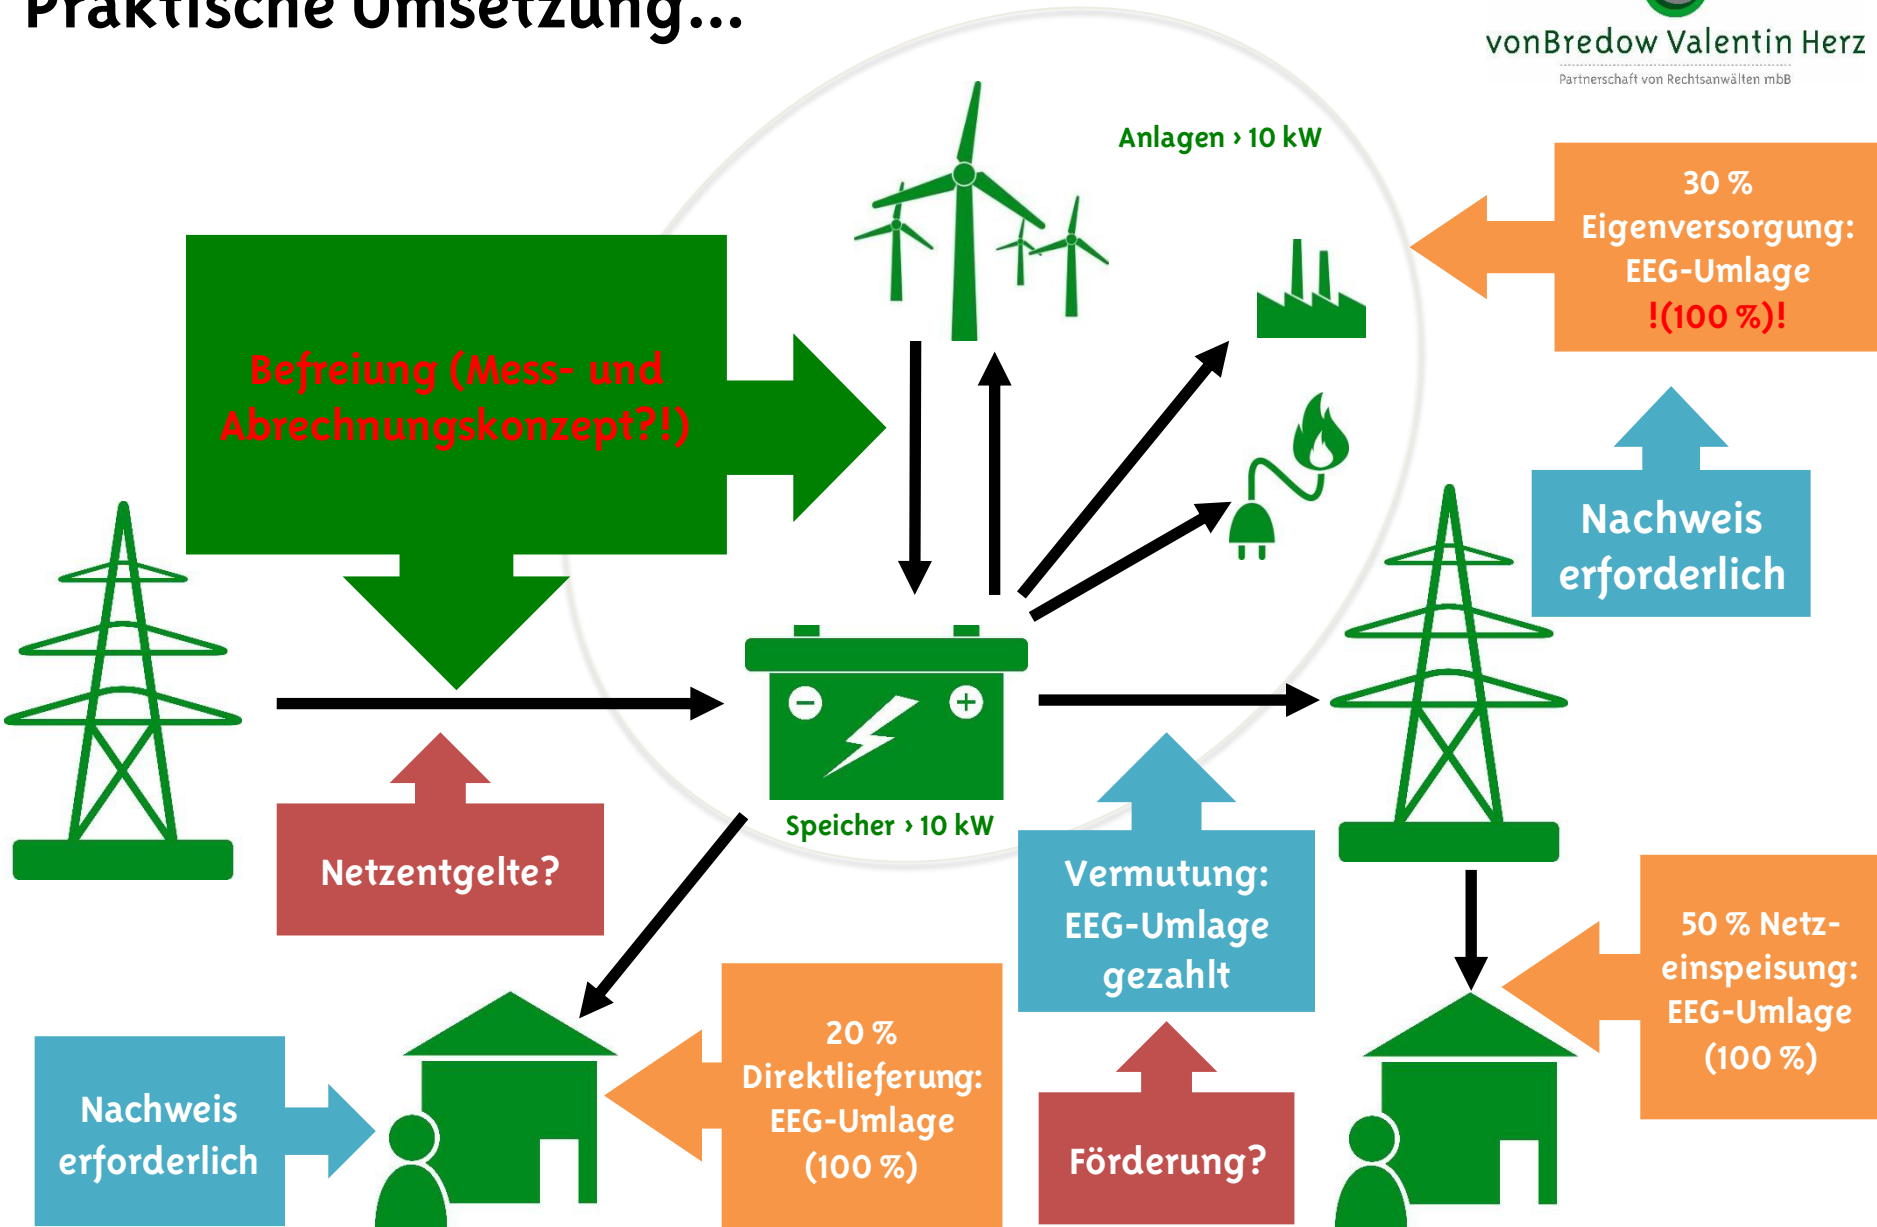 Praktische Umsetzung...
vonBredow Valentin Herz
Partnerschaft von Rechtsanwälten mbB
Anlagen > 10 kW
30 %
Eigenversorgung:
EEG-Umlage
!(100 %)!
Befreiung (Mess- und
Abrechnungskonzept?!)
Nachweis
erforderlich
Netzentgelte?
Speicher > 10 kW
Vermutung:
EEG-Umlage
gezahlt
50 % Netz-
einspeisung:
EEG-Umlage
(100 %)
20 %
Direktlieferung:
EEG-Umlage
(100 %)
Nachweis
erforderlich
Förderung?